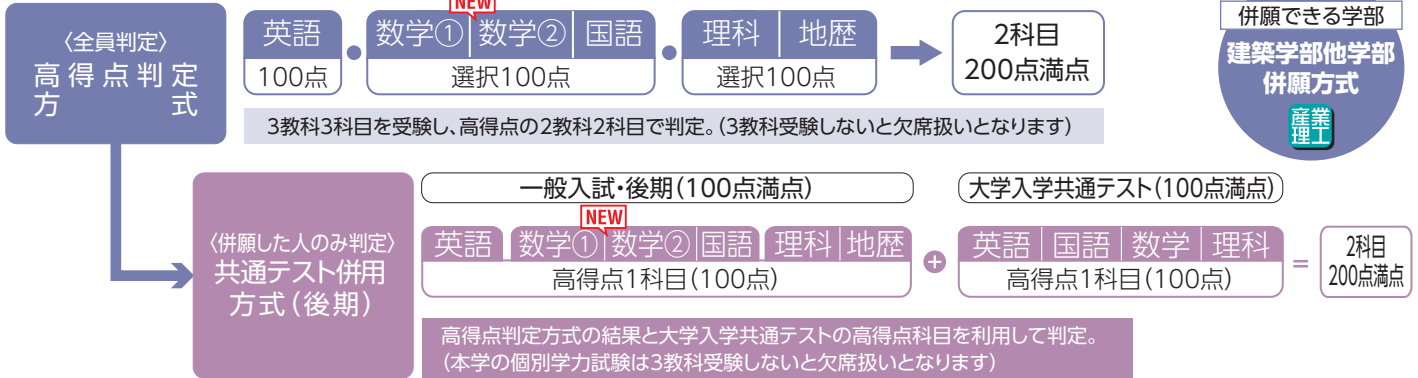 〈全員判定〉
高得点判定
方式
英語
100点
●
NEW
数学①
数学②
国語
選択100点
●
理科
地歴
選択100点
2科目
200点満点
3教科3科目を受験し、高得点の2教科2科目で判定。(3教科受験しないと欠席扱いとなります)
併願できる学部
建築学部他学部
併願方式
産業
理工
〈併願した人のみ判定〉
共通テスト併用
方式(後期)
一般入試・後期(100点満点)
NEW
英語
数学①
数学②
国語
理科
地歴
高得点1科目(100点)
+
大学入学共通テスト(100点満点)
英語
国語
数学
理科
高得点1科目(100点)
=
2科目
200点満点
高得点判定方式の結果と大学入学共通テストの高得点科目を利用して判定。
(本学の個別学力試験は3教科受験しないと欠席扱いとなります)